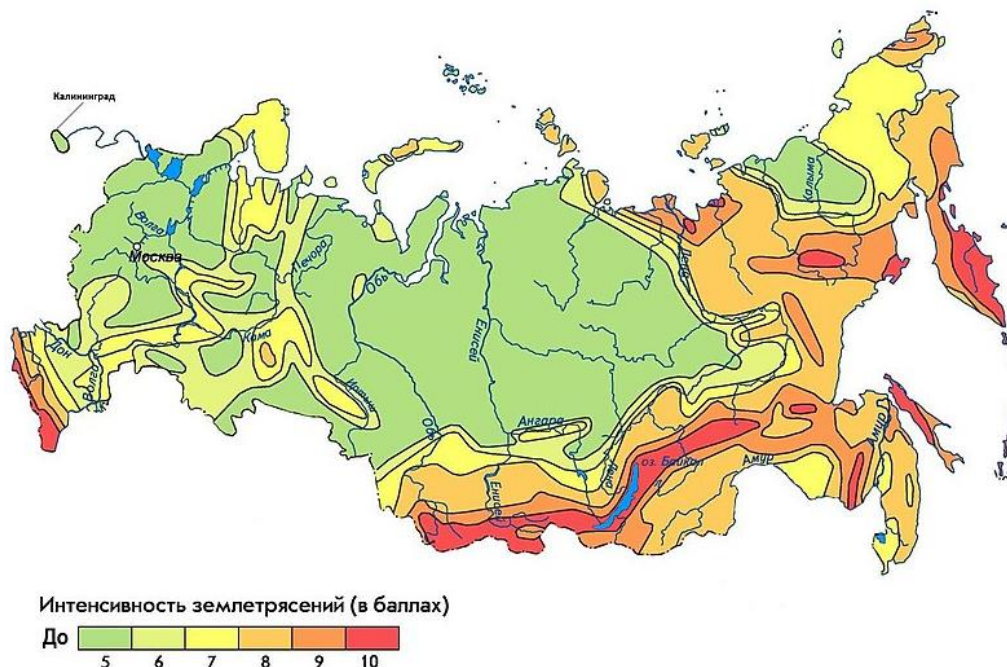 Калининград
Волга
Москва
Печора
Обь
Енисей
Лена
Колыма
Дон
Волга
Кама
Иртыш
Обь
Ангара
Енисей
Лена
оз. Байкал
Амур
Амур
Интенсивность землетрясений (в баллах)
До
5 6 7 8 9 10